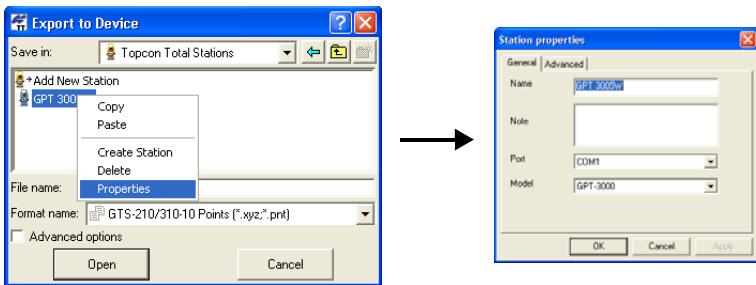 Export to Device
Save in:
Topcon Total Stations
Add New Station
GPT 300
Copy
Paste
Create Station
Delete
Properties
File name:
Format name:
GTS-210/310-10 Points (*.xyz;*.pnt)
Advanced options
Open
Cancel
Station properties
General
Advanced
Name
GPT 3005w
Note
Port
COM1
Model
GPT-3000
OK
Cancel
Apply